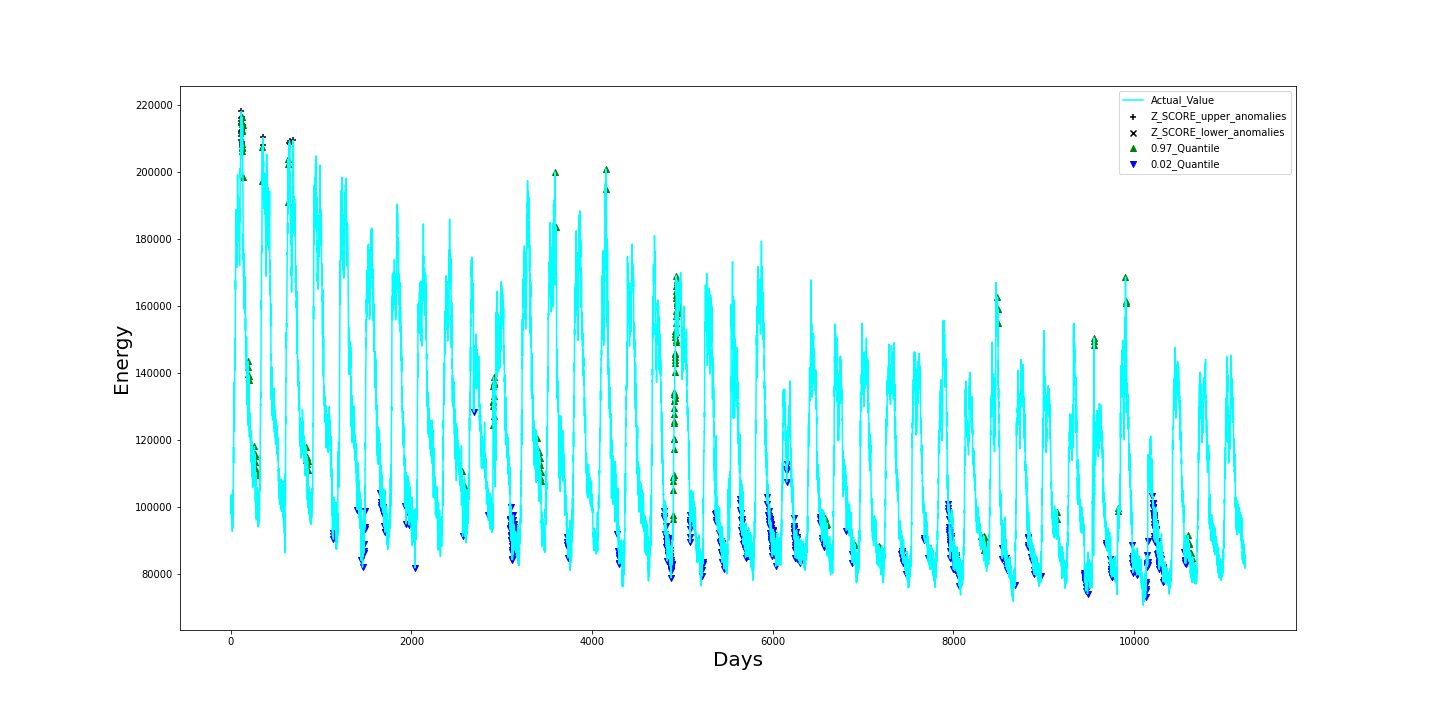 220000
200000
180000
160000
140000
120000
100000
80000
Energy
Actual_Value
Z_SCORE_upper_anomalies
Z_SCORE_lower_anomalies
0.97_Quantile
0.02_Quantile
0 2000 4000 6000 8000 10000
Days